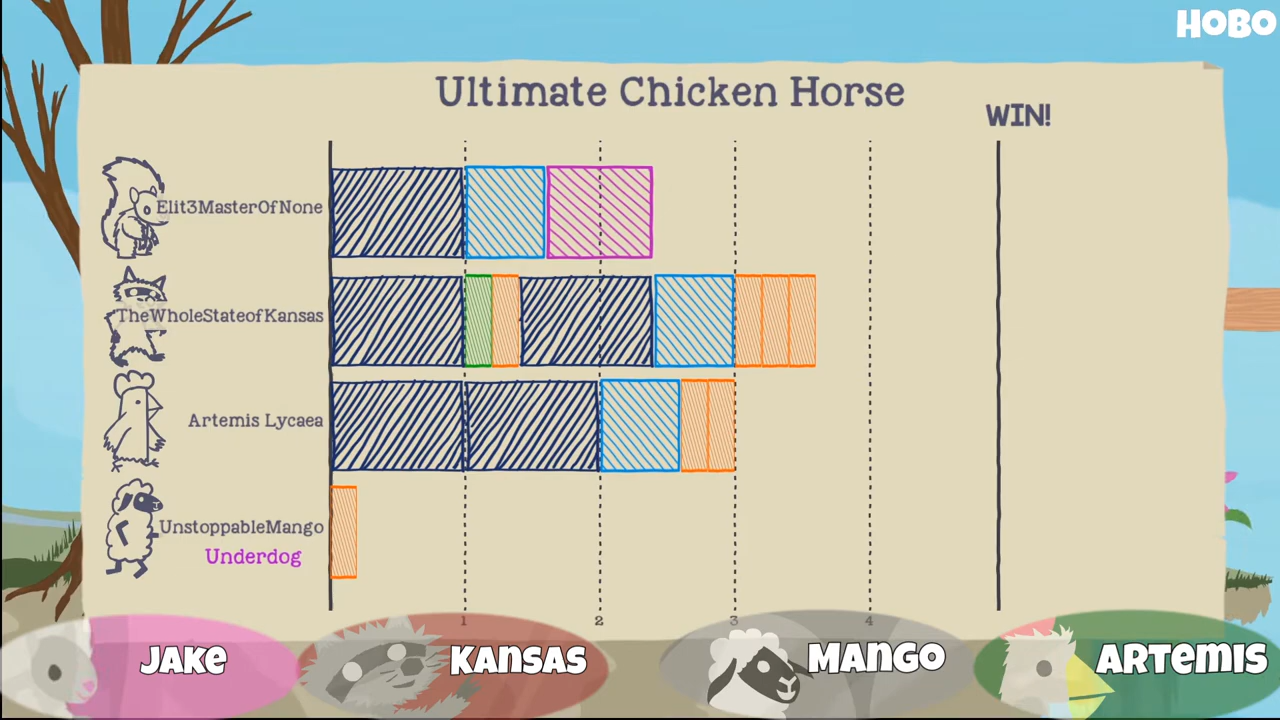 HOBO
Ultimate Chicken Horse
WIN!
Elit3MasterOfNone
TheWholeStateofKansas
Artemis Lycaea
UnstoppableMango
Underdog
1 2 3 4
JAKE KANSAS MANGO ARTEMIS